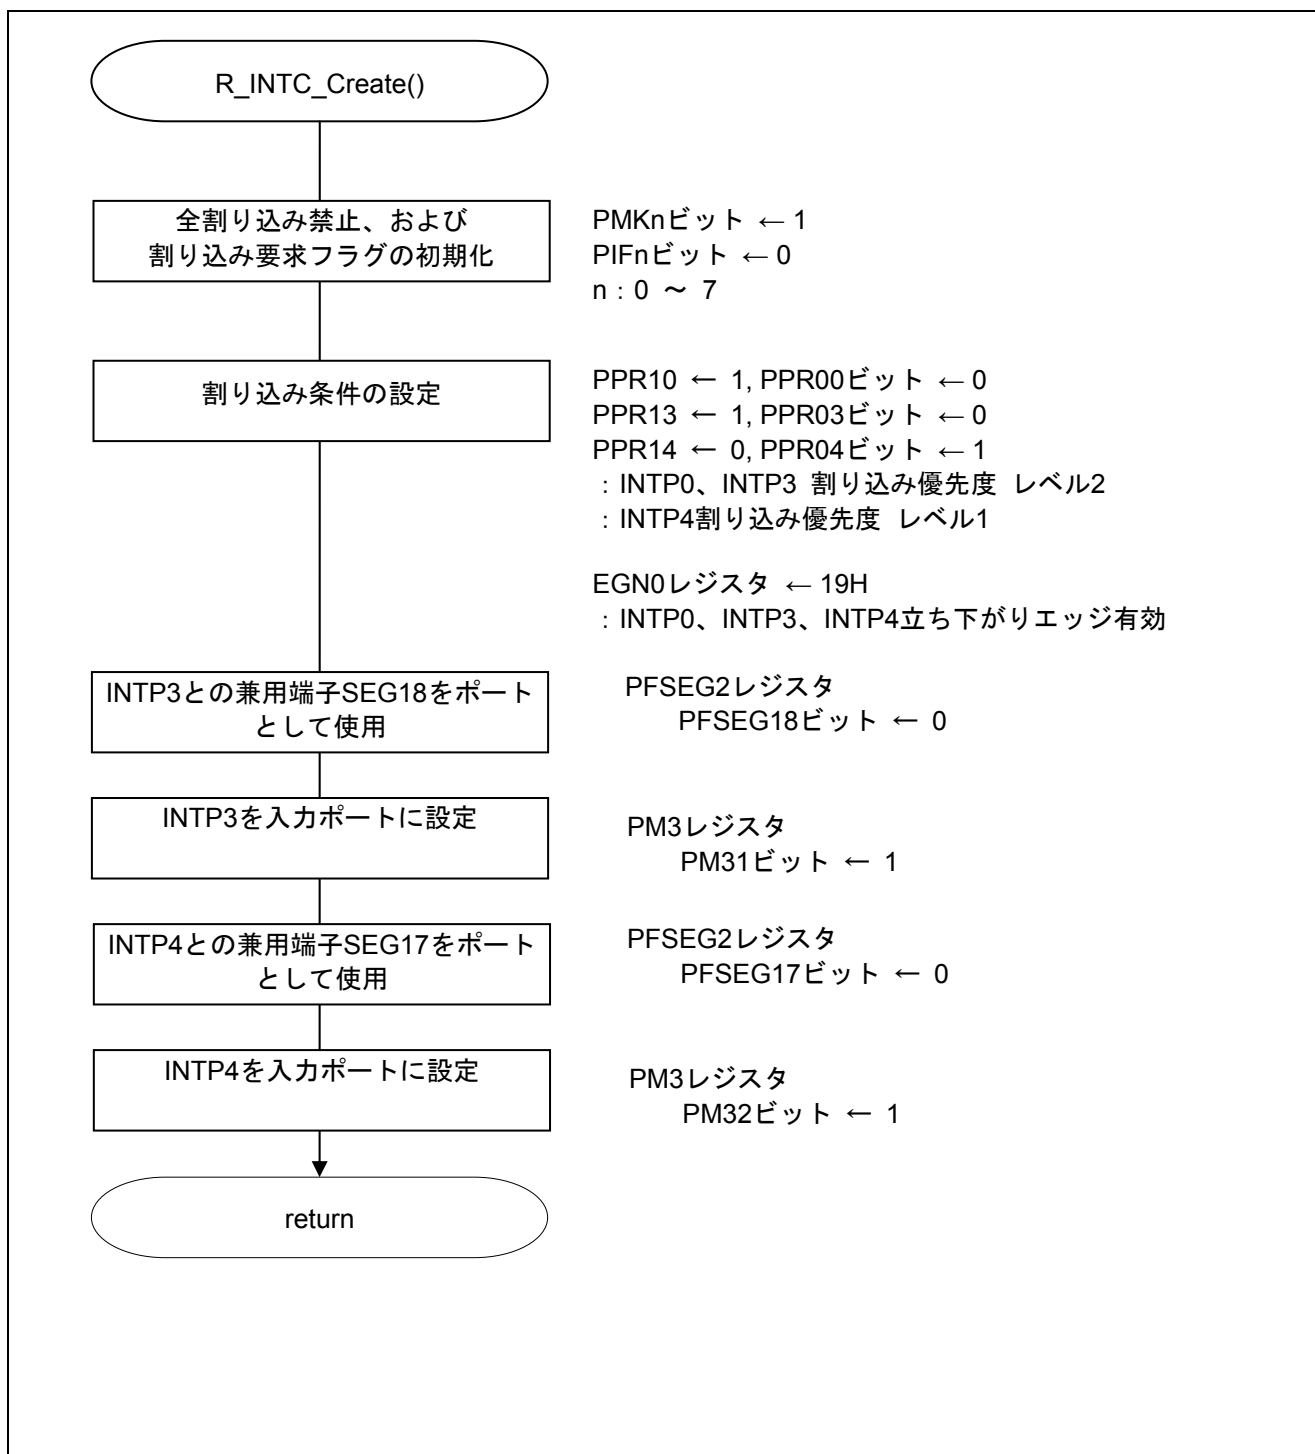 R_INTC_Create()
全割り込み禁止、および
割り込み要求フラグの初期化
PMKnビット ← 1
PIFnビット ← 0
n：0 ～ 7
割り込み条件の設定
PPR10 ← 1, PPR00ビット ← 0
PPR13 ← 1, PPR03ビット ← 0
PPR14 ← 0, PPR04ビット ← 1
：INTP0、INTP3 割り込み優先度 レベル2
：INTP4割り込み優先度 レベル1
EGN0レジスタ ← 19H
：INTP0、INTP3、INTP4立ち下がりエッジ有効
INTP3との兼用端子SEG18をポート
として使用
PFSEG2レジスタ
PFSEG18ビット ← 0
INTP3を入力ポートに設定
PM3レジスタ
PM31ビット ← 1
INTP4との兼用端子SEG17をポート
として使用
PFSEG2レジスタ
PFSEG17ビット ← 0
INTP4を入力ポートに設定
PM3レジスタ
PM32ビット ← 1
return